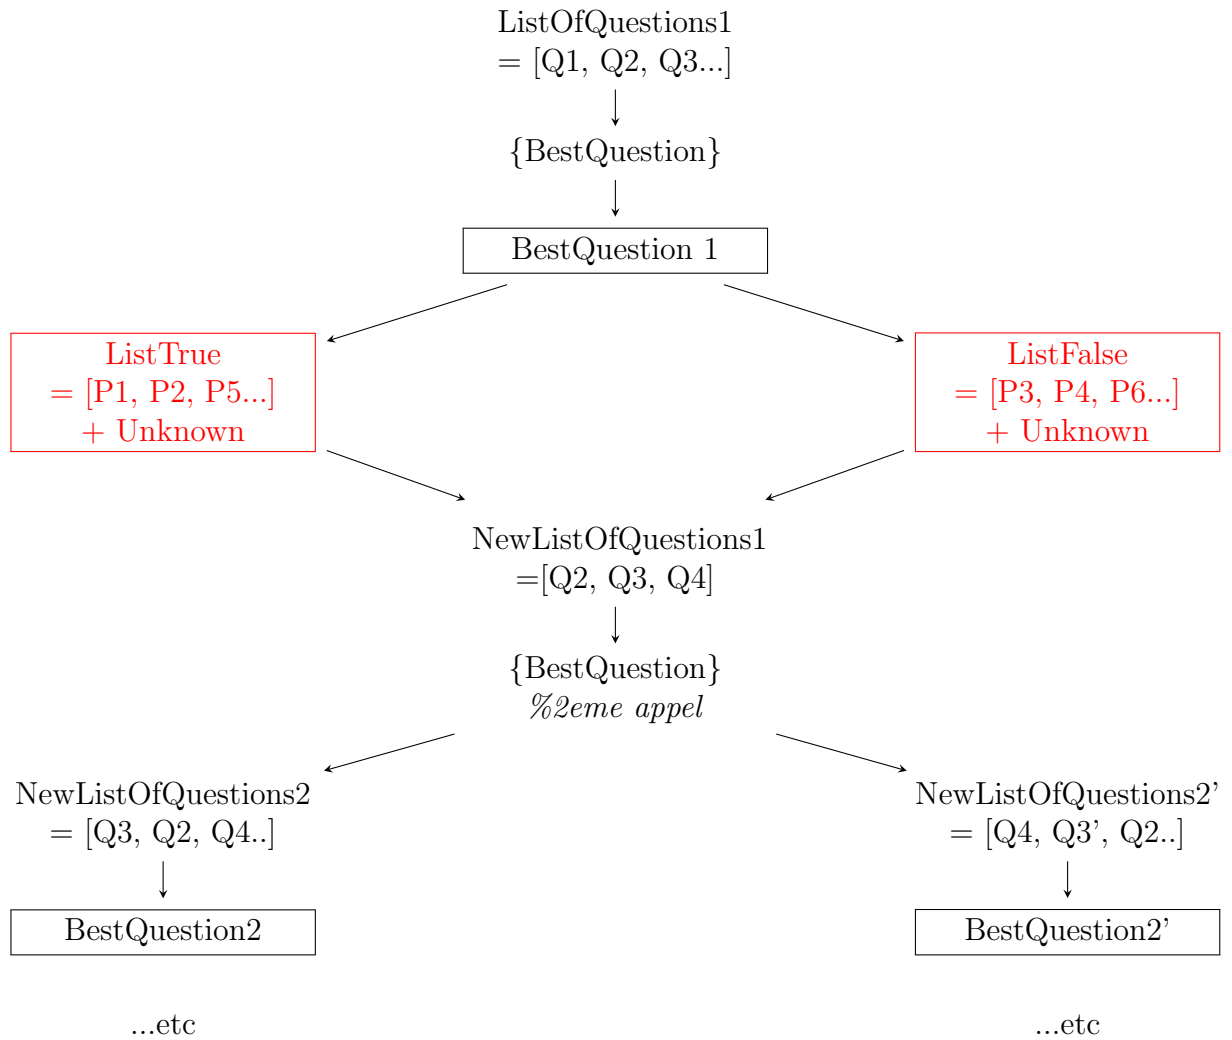 ListOfQuestions1
= [Q1, Q2, Q3...]
{BestQuestion}
BestQuestion 1
ListTrue
= [P1, P2, P5...]
+ Unknown
ListFalse
= [P3, P4, P6...]
+ Unknown
NewListOfQuestions1
=[Q2, Q3, Q4]
{BestQuestion}
%2eme appel
NewListOfQuestions2
= [Q3, Q2, Q4..]
NewListOfQuestions2'
= [Q4, Q3', Q2..]
BestQuestion2
BestQuestion2'
...etc
...etc